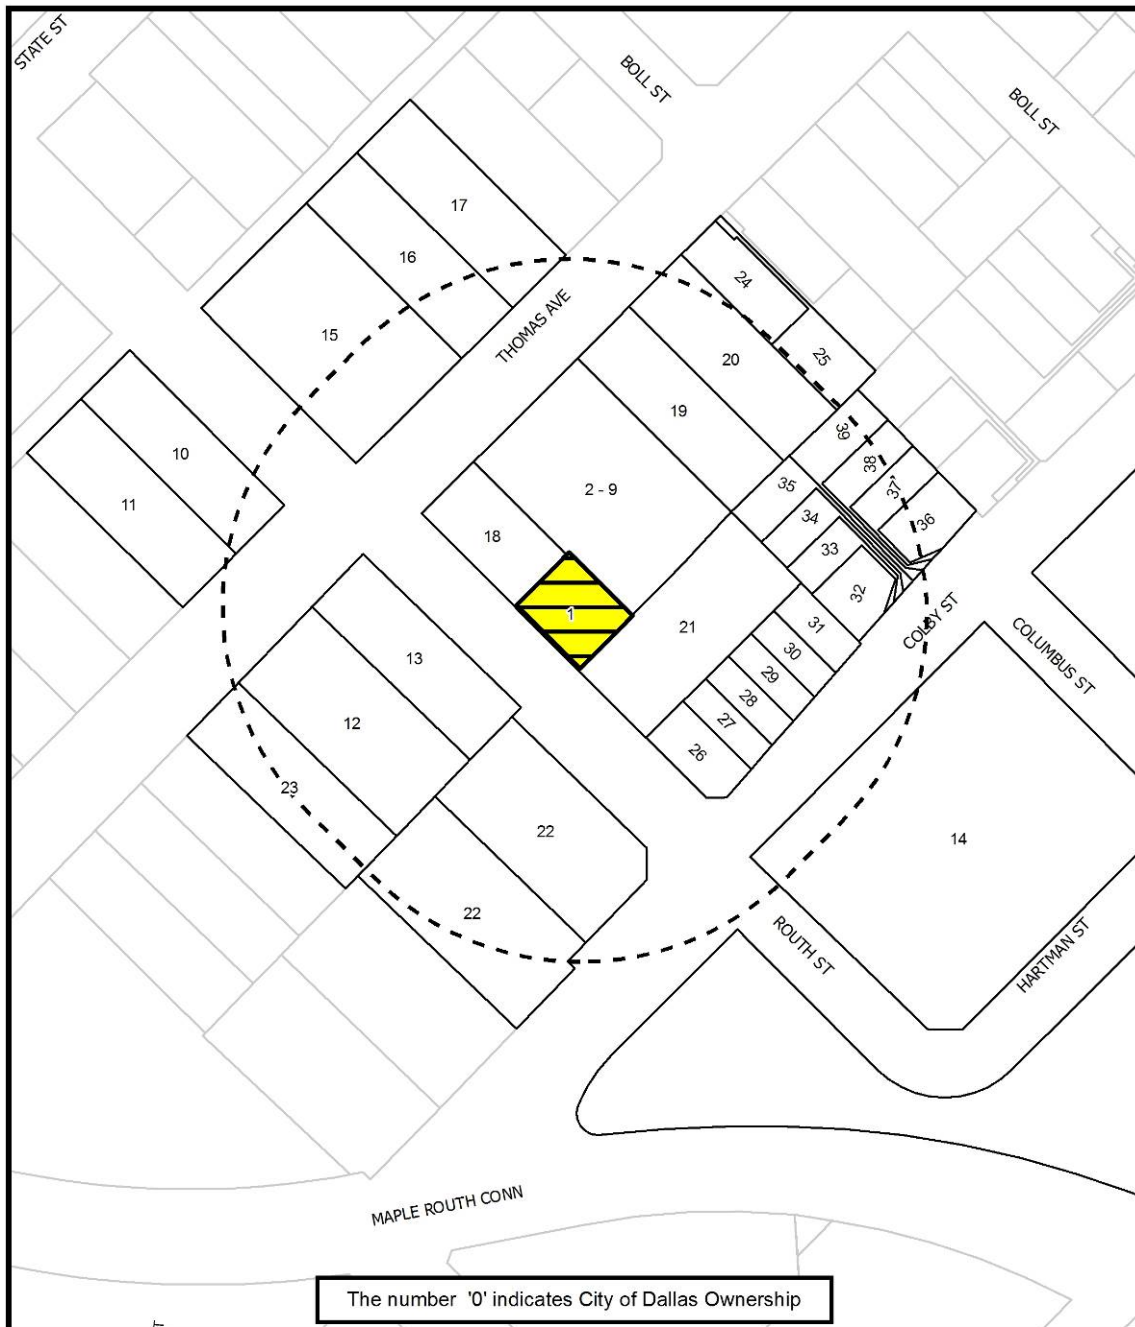 STATE ST
BOLL ST
BOLL ST
17
16
15
THOMAS AVE
24
25
20
19
10
11
2 - 9
18
39
38
37
36
35
34
33
32
1
21
31
30
29
28
27
26
COLBY ST
COLUMBUS ST
13
12
23
22
22
14
ROUTH ST
HARTMAN ST
MAPLE ROUTH CONN
The number '0' indicates City of Dallas Ownership